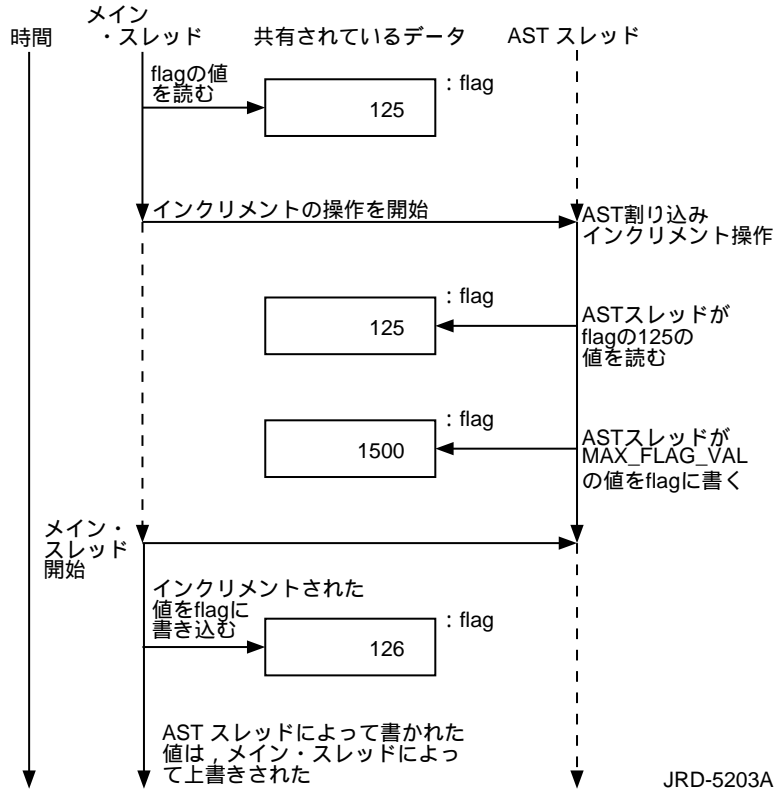 時間
メイン
・スレッド
共有されているデータ
AST スレッド
flagの値
を読む
125
: flag
インクリメントの操作を開始
AST割り込み
インクリメント操作
: flag
125
ASTスレッドが
flagの125の
値を読む
: flag
1500
ASTスレッドが
MAX_FLAG_VAL
の値をflagに書く
メイン・
スレッド
開始
インクリメントされた
値をflagに
書き込む
: flag
126
AST スレッドによって書かれた
値は，メイン・スレッドによっ
て上書きされた
JRD-5203A